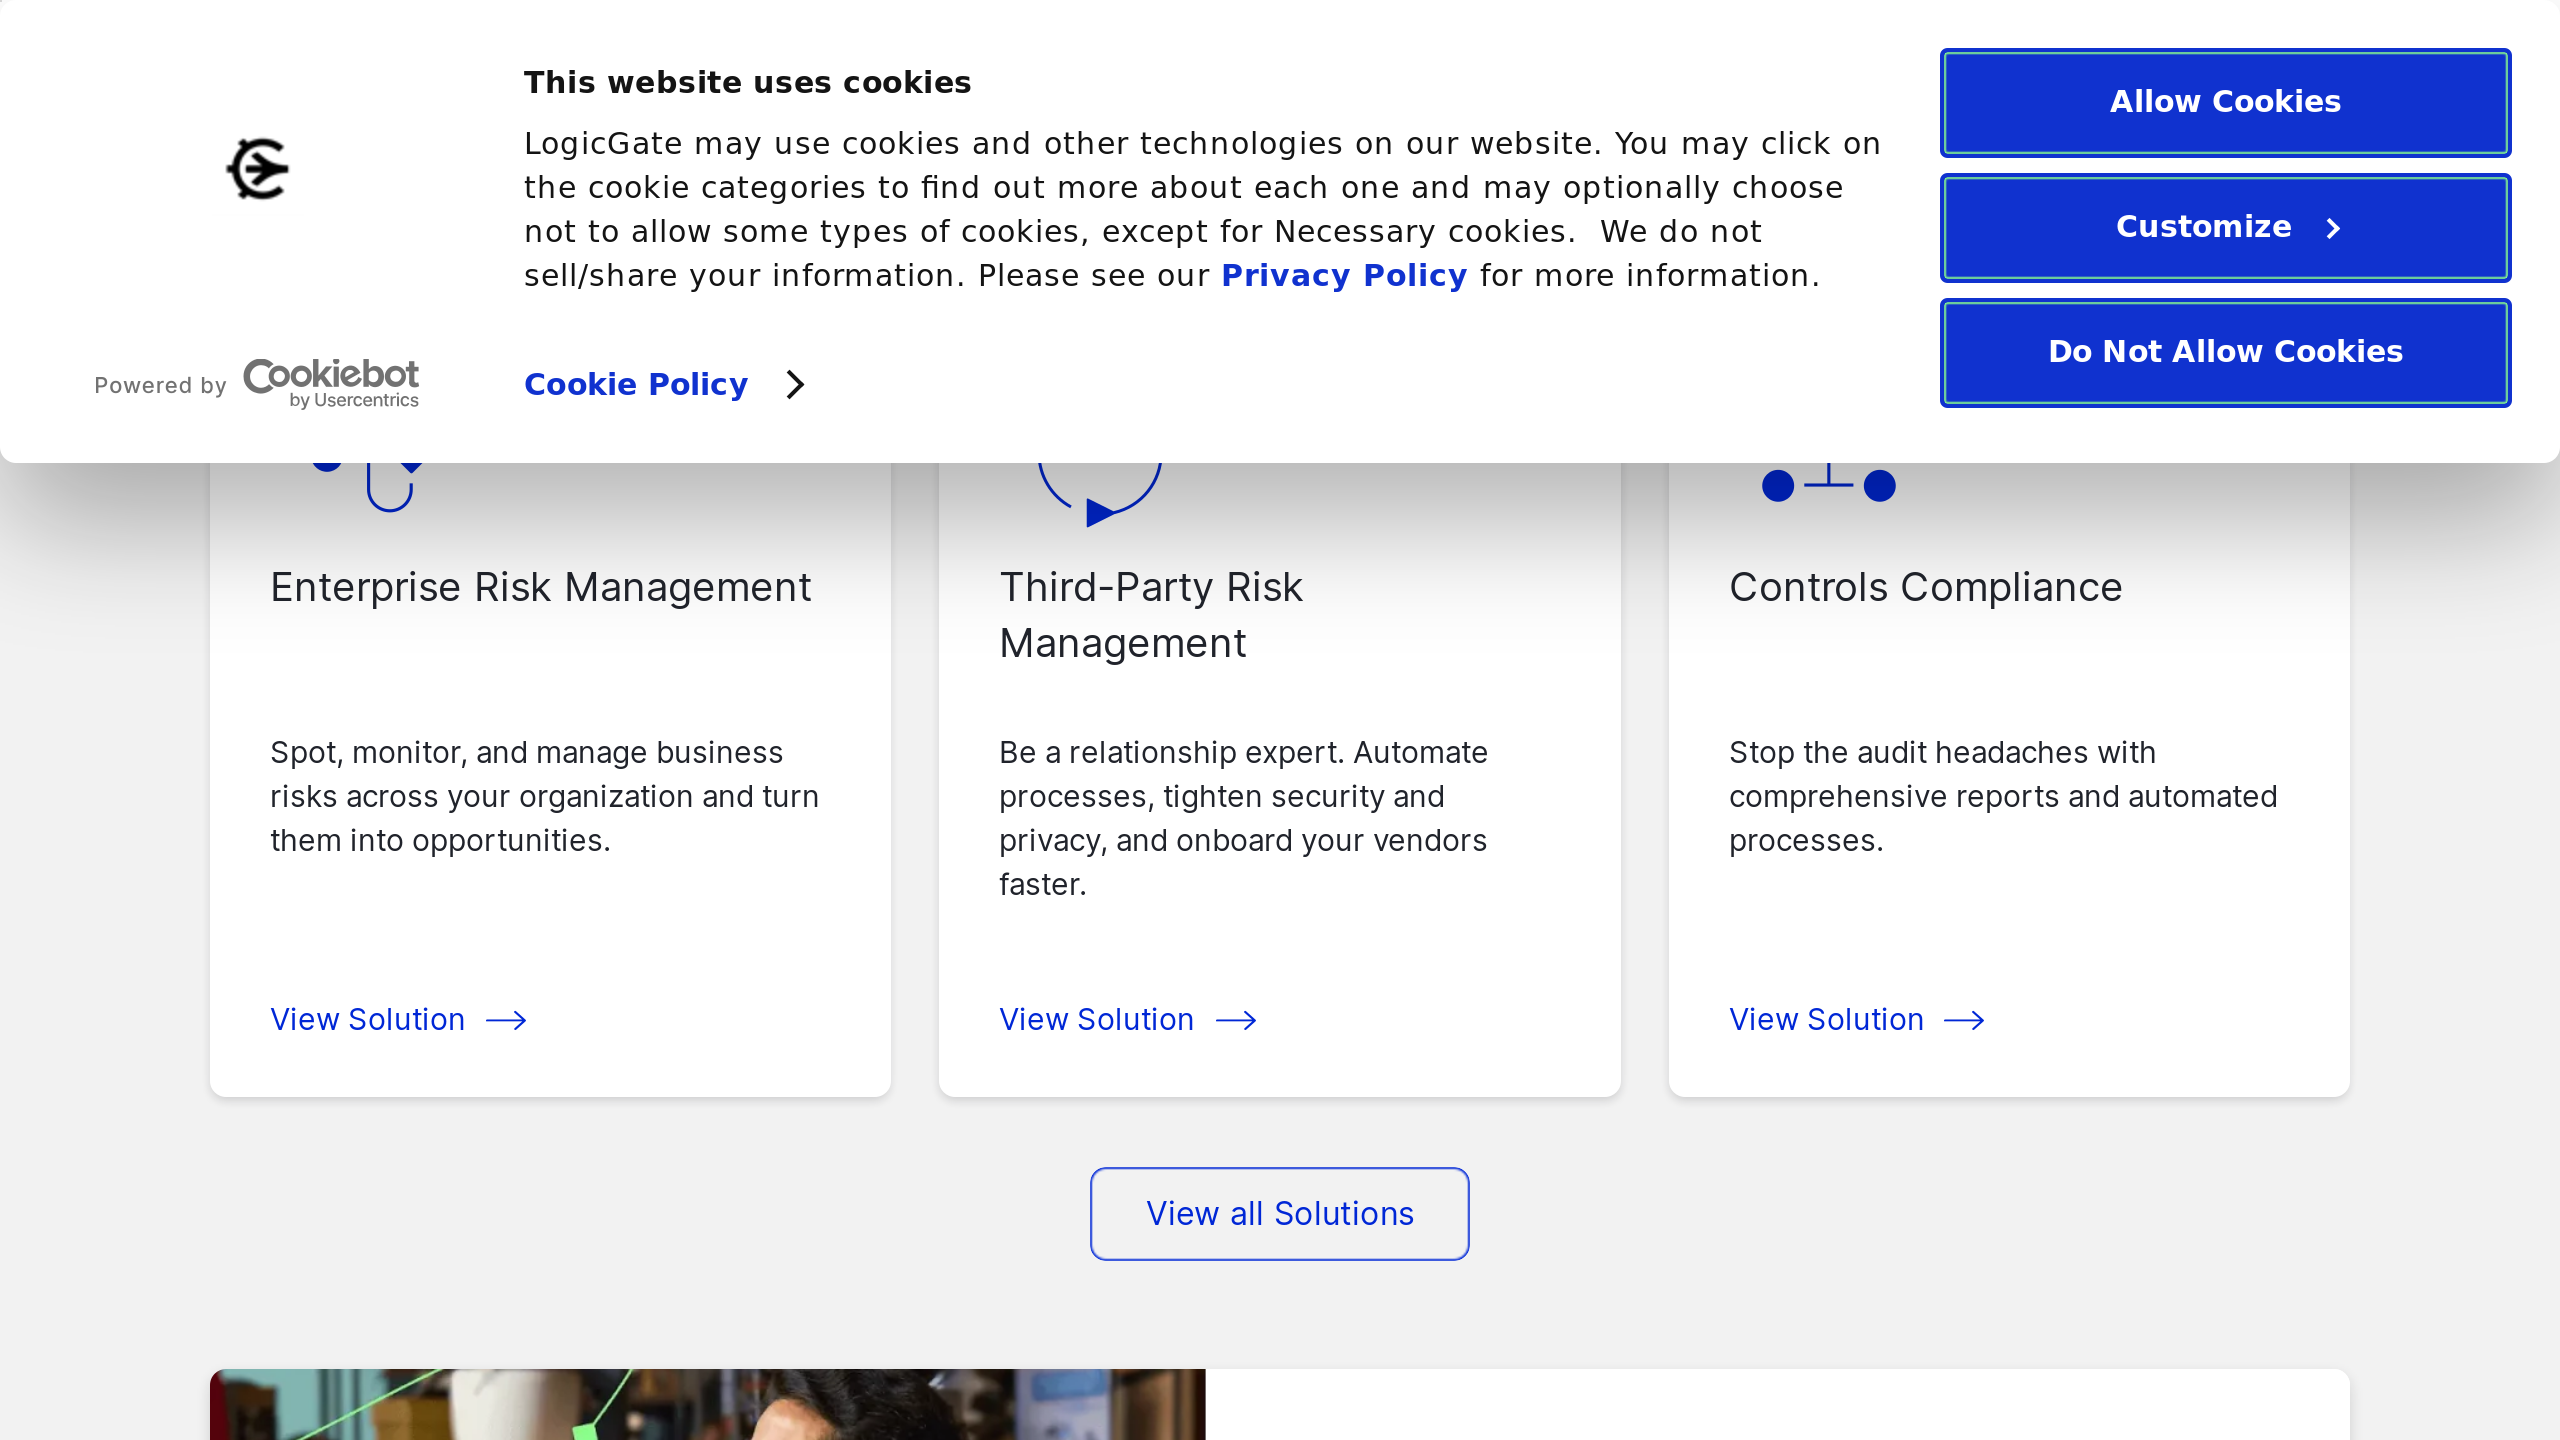 This website uses cookies
LogicGate may use cookies and other technologies on our website. You may click on
the cookie categories to find out more about each one and may optionally choose
not to allow some types of cookies, except for Necessary cookies.  We do not
sell/share your information. Please see our Privacy Policy for more information.
Powered by Cookiebot
by Usercentrics
Cookie Policy
Allow Cookies
Customize
Do Not Allow Cookies
Enterprise Risk Management
Spot, monitor, and manage business
risks across your organization and turn
them into opportunities.
View Solution
Third-Party Risk
Management
Be a relationship expert. Automate
processes, tighten security and
privacy, and onboard your vendors
faster.
View Solution
Controls Compliance
Stop the audit headaches with
comprehensive reports and automated
processes.
View Solution
View all Solutions